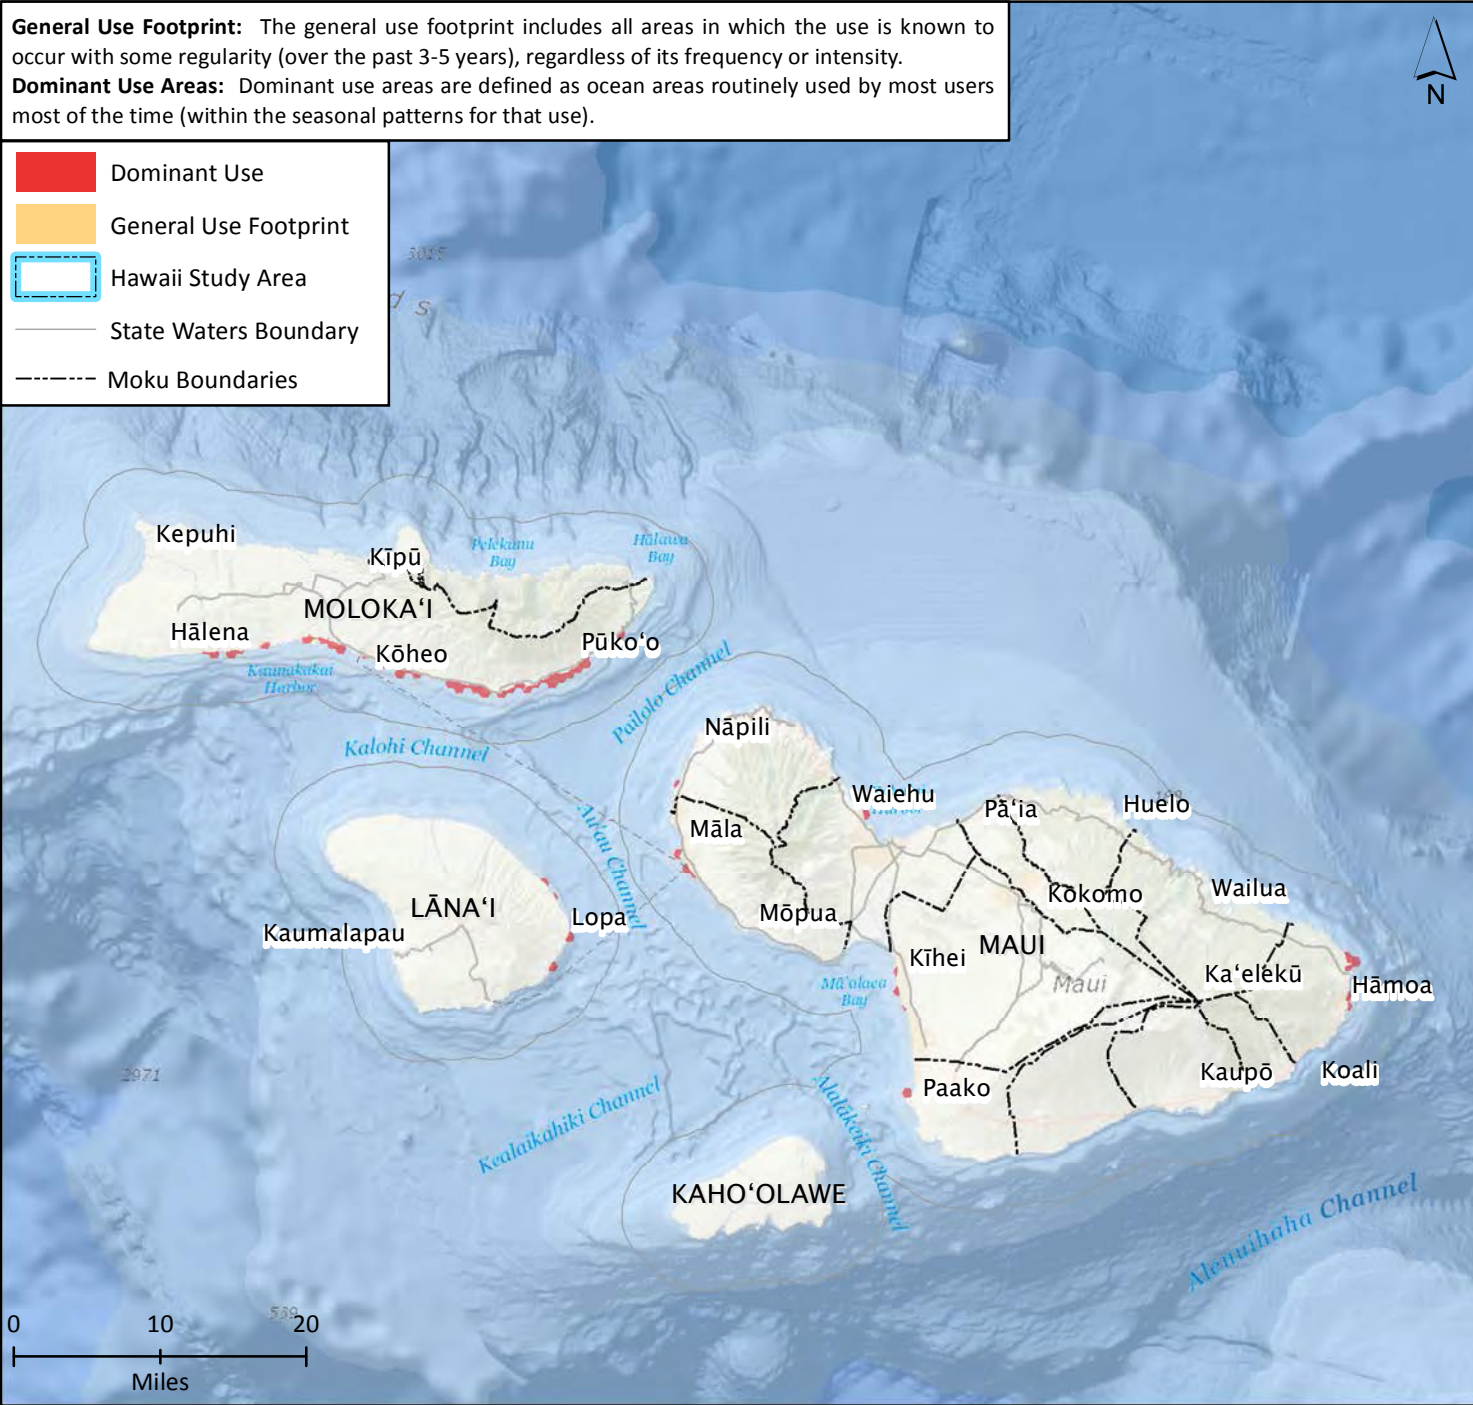 General Use Footprint: The general use footprint includes all areas in which the use is known to
occur with some regularity (over the past 3-5 years), regardless of its frequency or intensity.
Dominant Use Areas: Dominant use areas are defined as ocean areas routinely used by most users
most of the time (within the seasonal patterns for that use).
N
Dominant Use
General Use Footprint
Hawaii Study Area
State Waters Boundary
Moku Boundaries
3015
ds
Kepuhi
Kīpū
Pelekunu
Bay
Hālawa
Bay
MOLOKAʻI
Hālena
Kōheo
Pūkoʻo
Kaunakakai
Harbor
Kalohi Channel
Pailolo Channel
Nāpili
Waiehu
Pāʻia
Huelo
Māla
Auʻau Channel
LĀNAʻI
Lopa
Kaumalapau
Mōpua
Kōkomo
Wailua
Kīhei
MAUI
Maui
Kaʻelekū
Hāmoa
Māʻalaea
Bay
Paako
Kaupō
Koali
2971
Kealaikahiki Channel
Alalākeiki Channel
KAHOʻOLAWE
Alenuihaha Channel
539
0 10 20
Miles